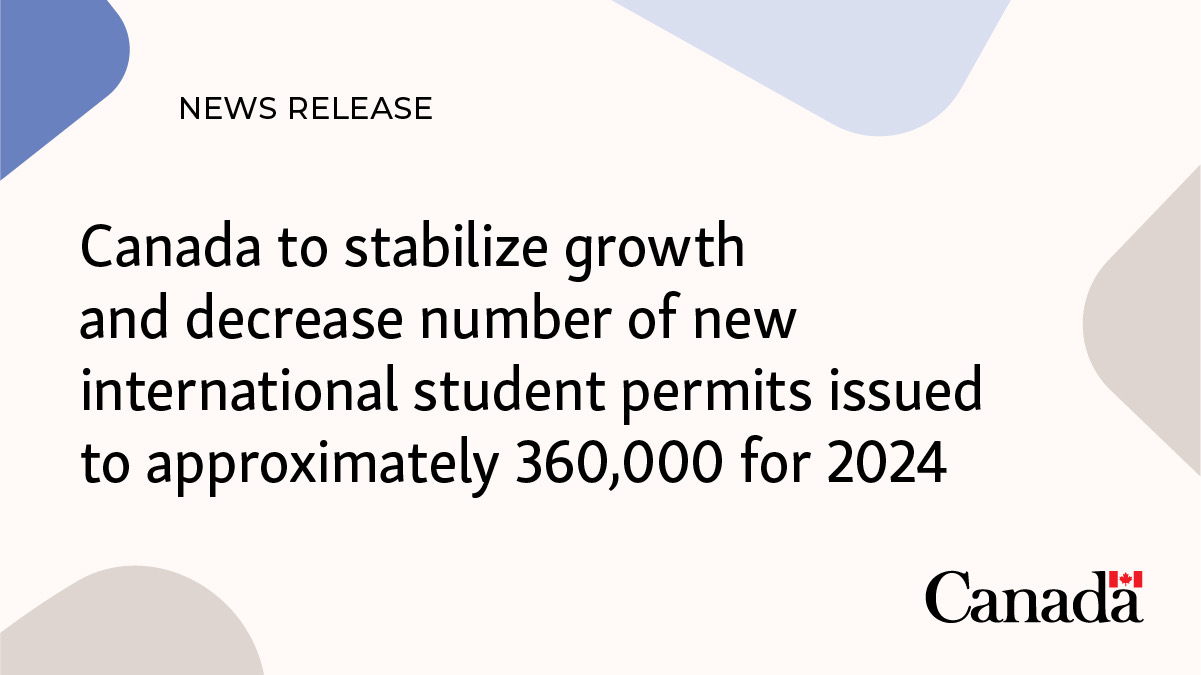 NEWS RELEASE
Canada to stabilize growth
and decrease number of new
international student permits issued
to approximately 360,000 for 2024
Canada